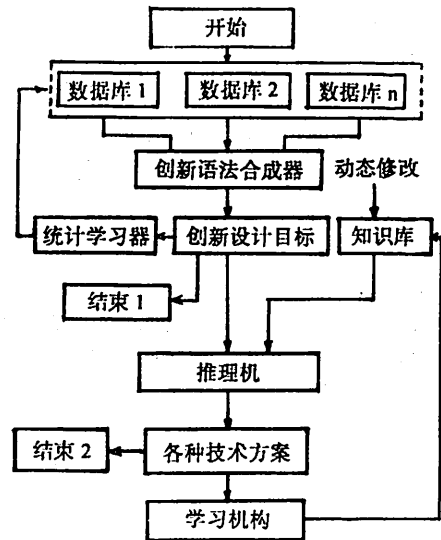 开始
数据库 1
数据库 2
数据库 n
创新语法合成器
动态修改
统计学习器
创新设计目标
知识库
结束 1
推理机
结束 2
各种技术方案
学习机构